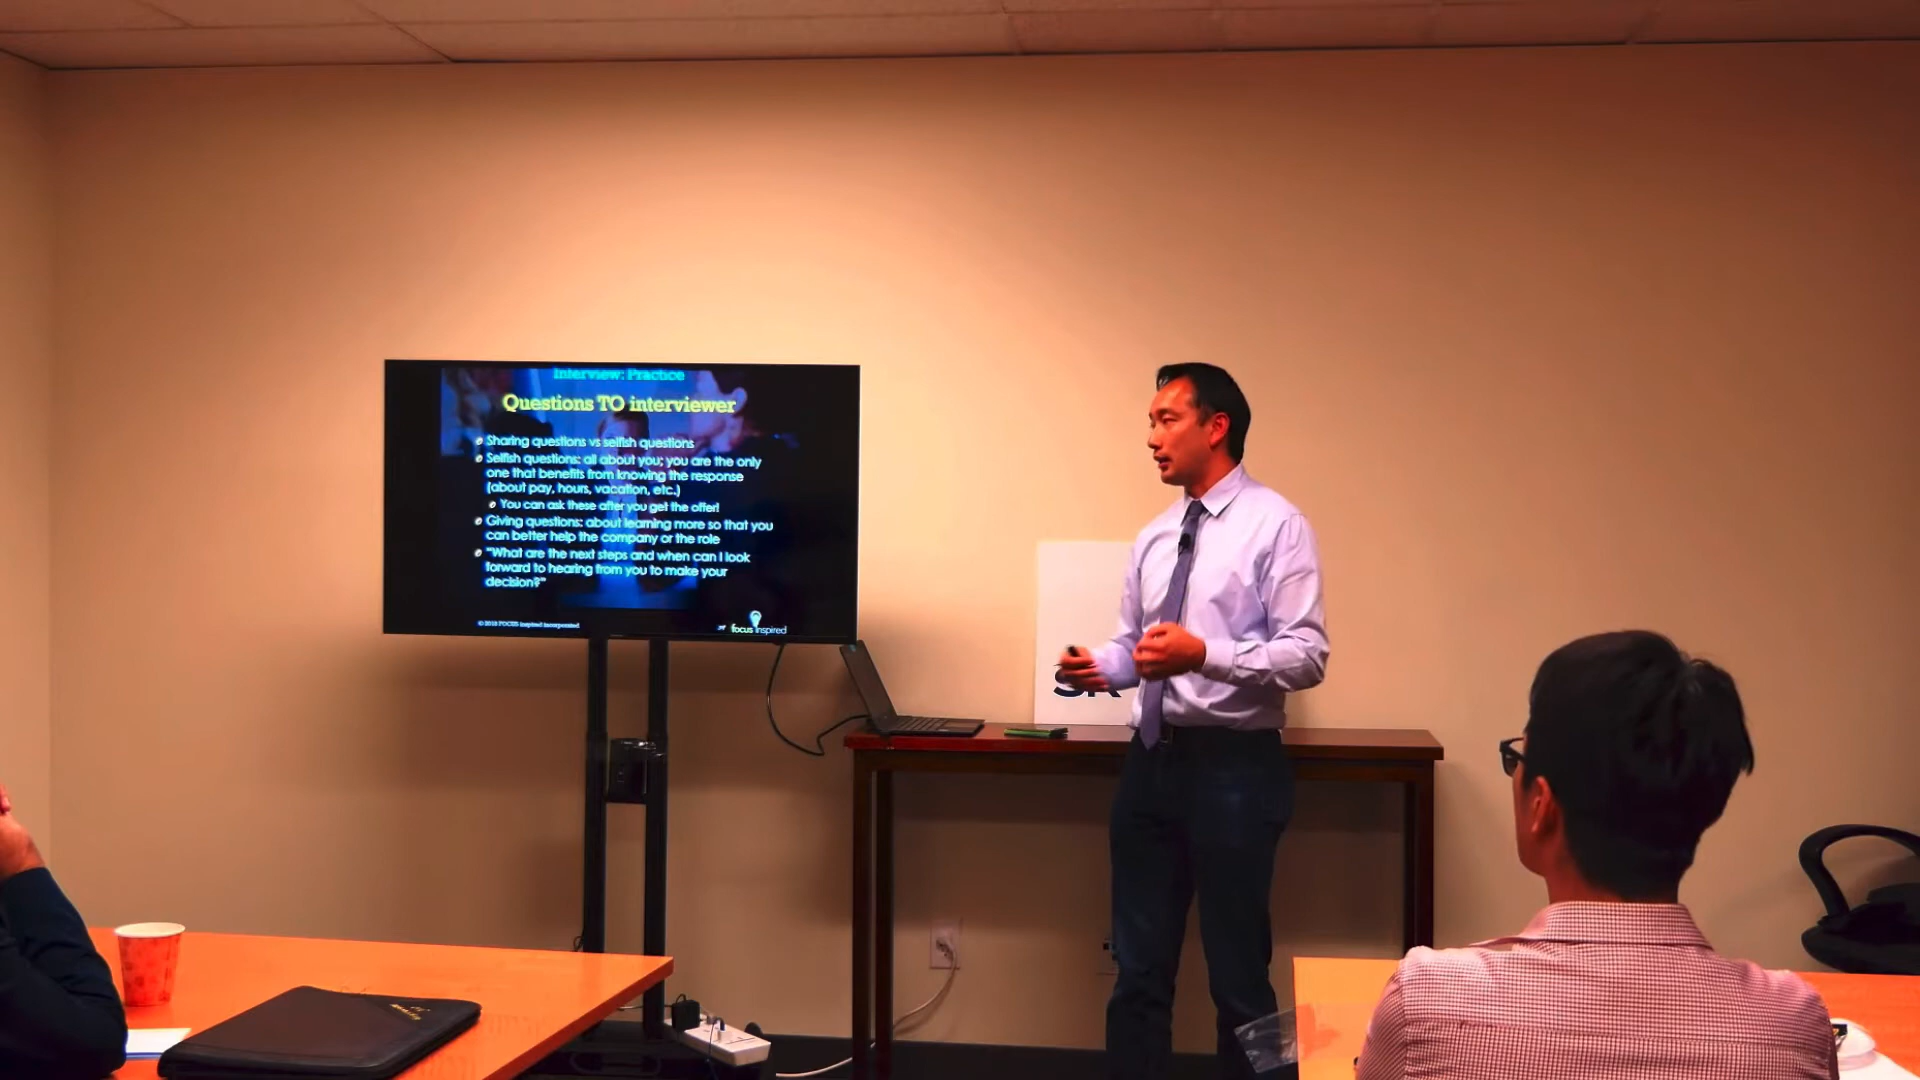 Interview: Practice
Questions TO interviewer
Sharing questions vs selfish questions
Selfish questions: all about you; you are the only
one that benefits from knowing the response
(about pay, hours, vacation, etc.)
You can ask these after you get the offer!
Giving questions: about learning more so that you
can better help the company or the role
"What are the next steps and when can I look
forward to hearing from you to make your
decision?"
© 2018 FOCUS Inspired Incorporated
focus inspired